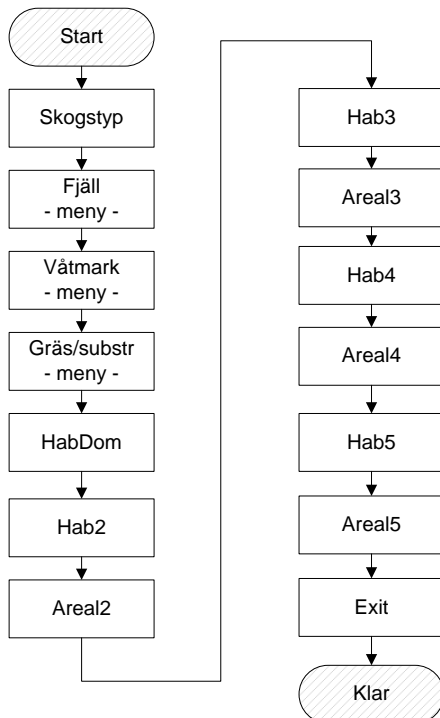 Start
Skogstyp
Fjäll
- meny -
Våtmark
- meny -
Gräs/substr
- meny -
HabDom
Hab2
Areal2
Hab3
Areal3
Hab4
Areal4
Hab5
Areal5
Exit
Klar